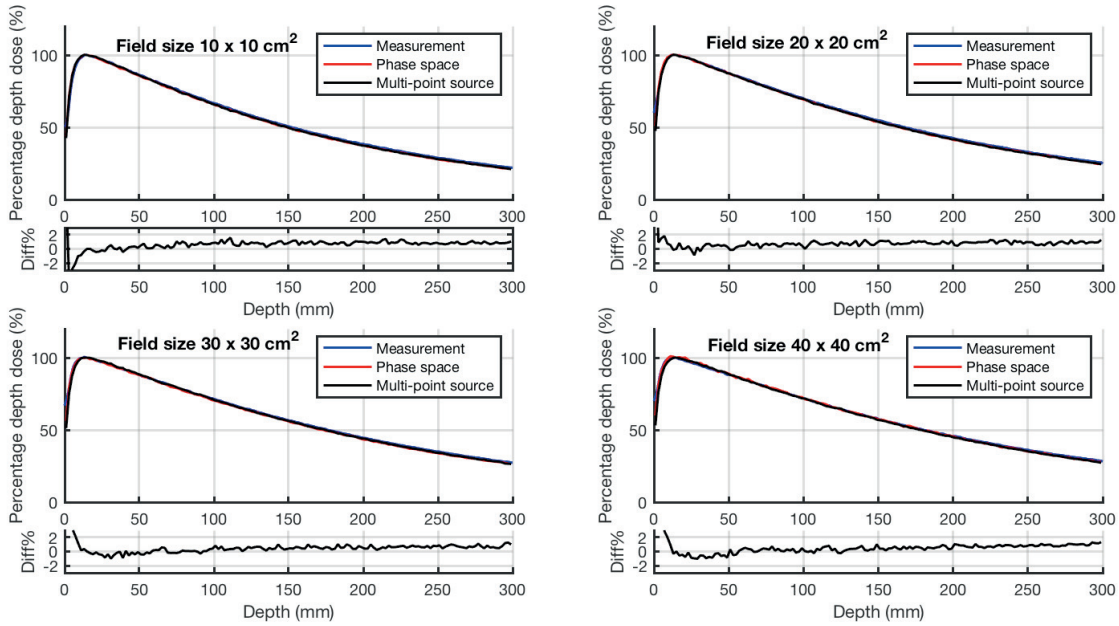 Percentage depth dose (%)
Field size 10 x 10 cm²
Measurement
Phase space
Multi-point source
100
50
0
0 50 100 150 200 250 300
Diff%
2
0
-2
0 50 100 150 200 250 300
Depth (mm)
Percentage depth dose (%)
Field size 20 x 20 cm²
Measurement
Phase space
Multi-point source
100
50
0
0 50 100 150 200 250 300
Diff%
2
0
-2
0 50 100 150 200 250 300
Depth (mm)
Percentage depth dose (%)
Field size 30 x 30 cm²
Measurement
Phase space
Multi-point source
100
50
0
0 50 100 150 200 250 300
Diff%
2
0
-2
0 50 100 150 200 250 300
Depth (mm)
Percentage depth dose (%)
Field size 40 x 40 cm²
Measurement
Phase space
Multi-point source
100
50
0
0 50 100 150 200 250 300
Diff%
2
0
-2
0 50 100 150 200 250 300
Depth (mm)